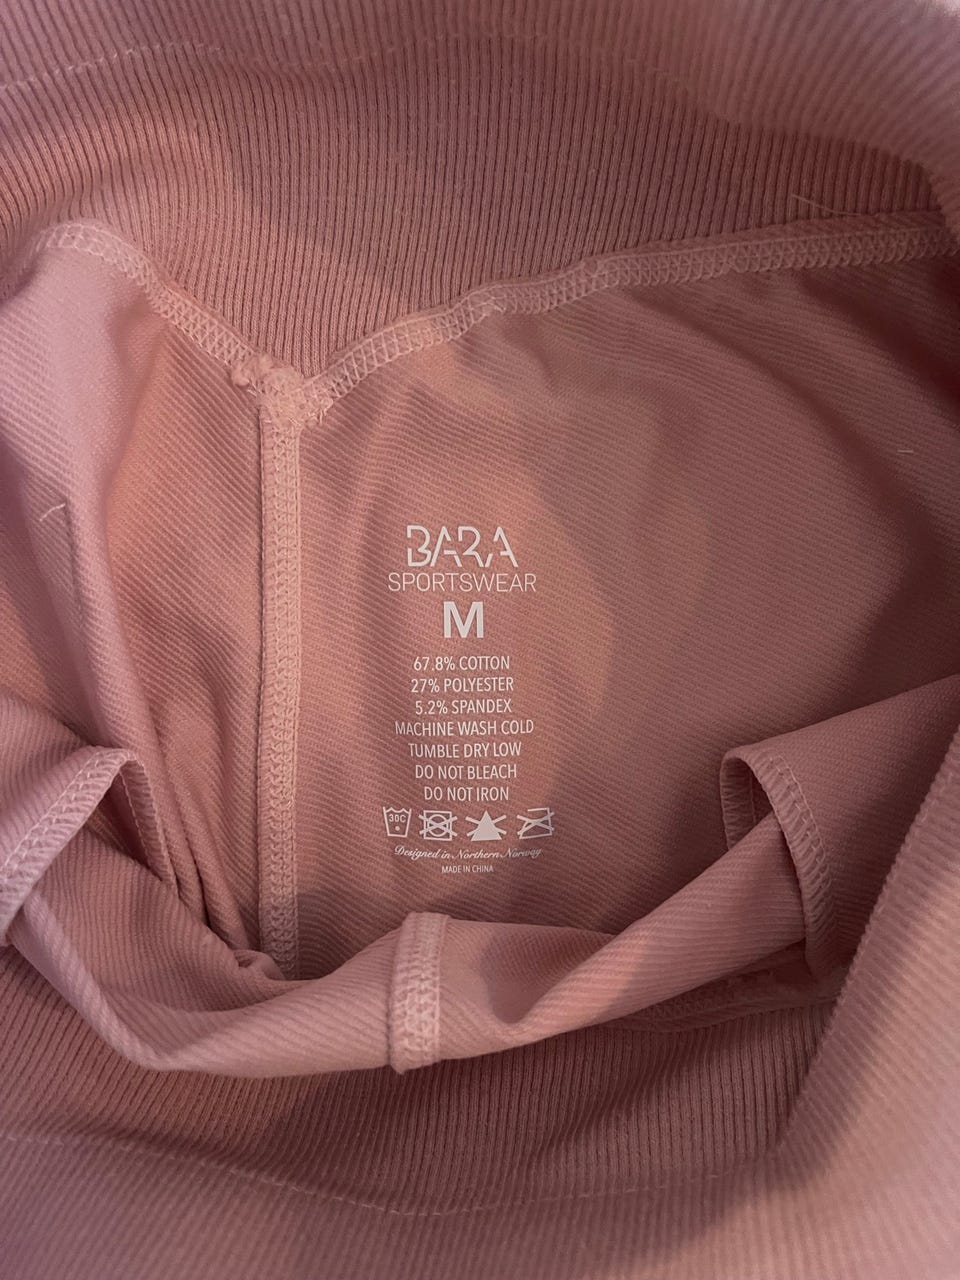 BARA
SPORTSWEAR
M
67.8% COTTON
27% POLYESTER
5.2% SPANDEX
MACHINE WASH COLD
TUMBLE DRY LOW
DO NOT BLEACH
DO NOT IRON
30C
Designed in Northern Norway
MADE IN CHINA